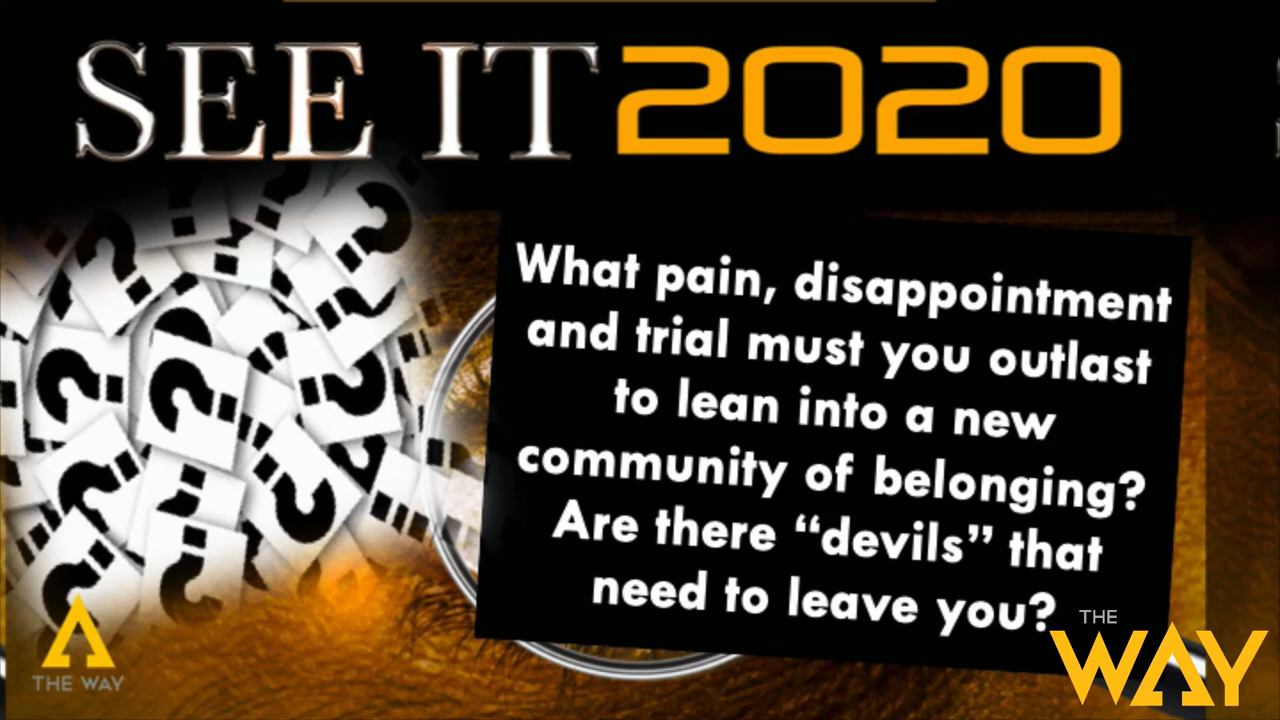 SEE IT 2020
What pain, disappointment
and trial must you outlast
to lean into a new
community of belonging?
Are there “devils” that
need to leave you?
THE WAY
THE
WAY